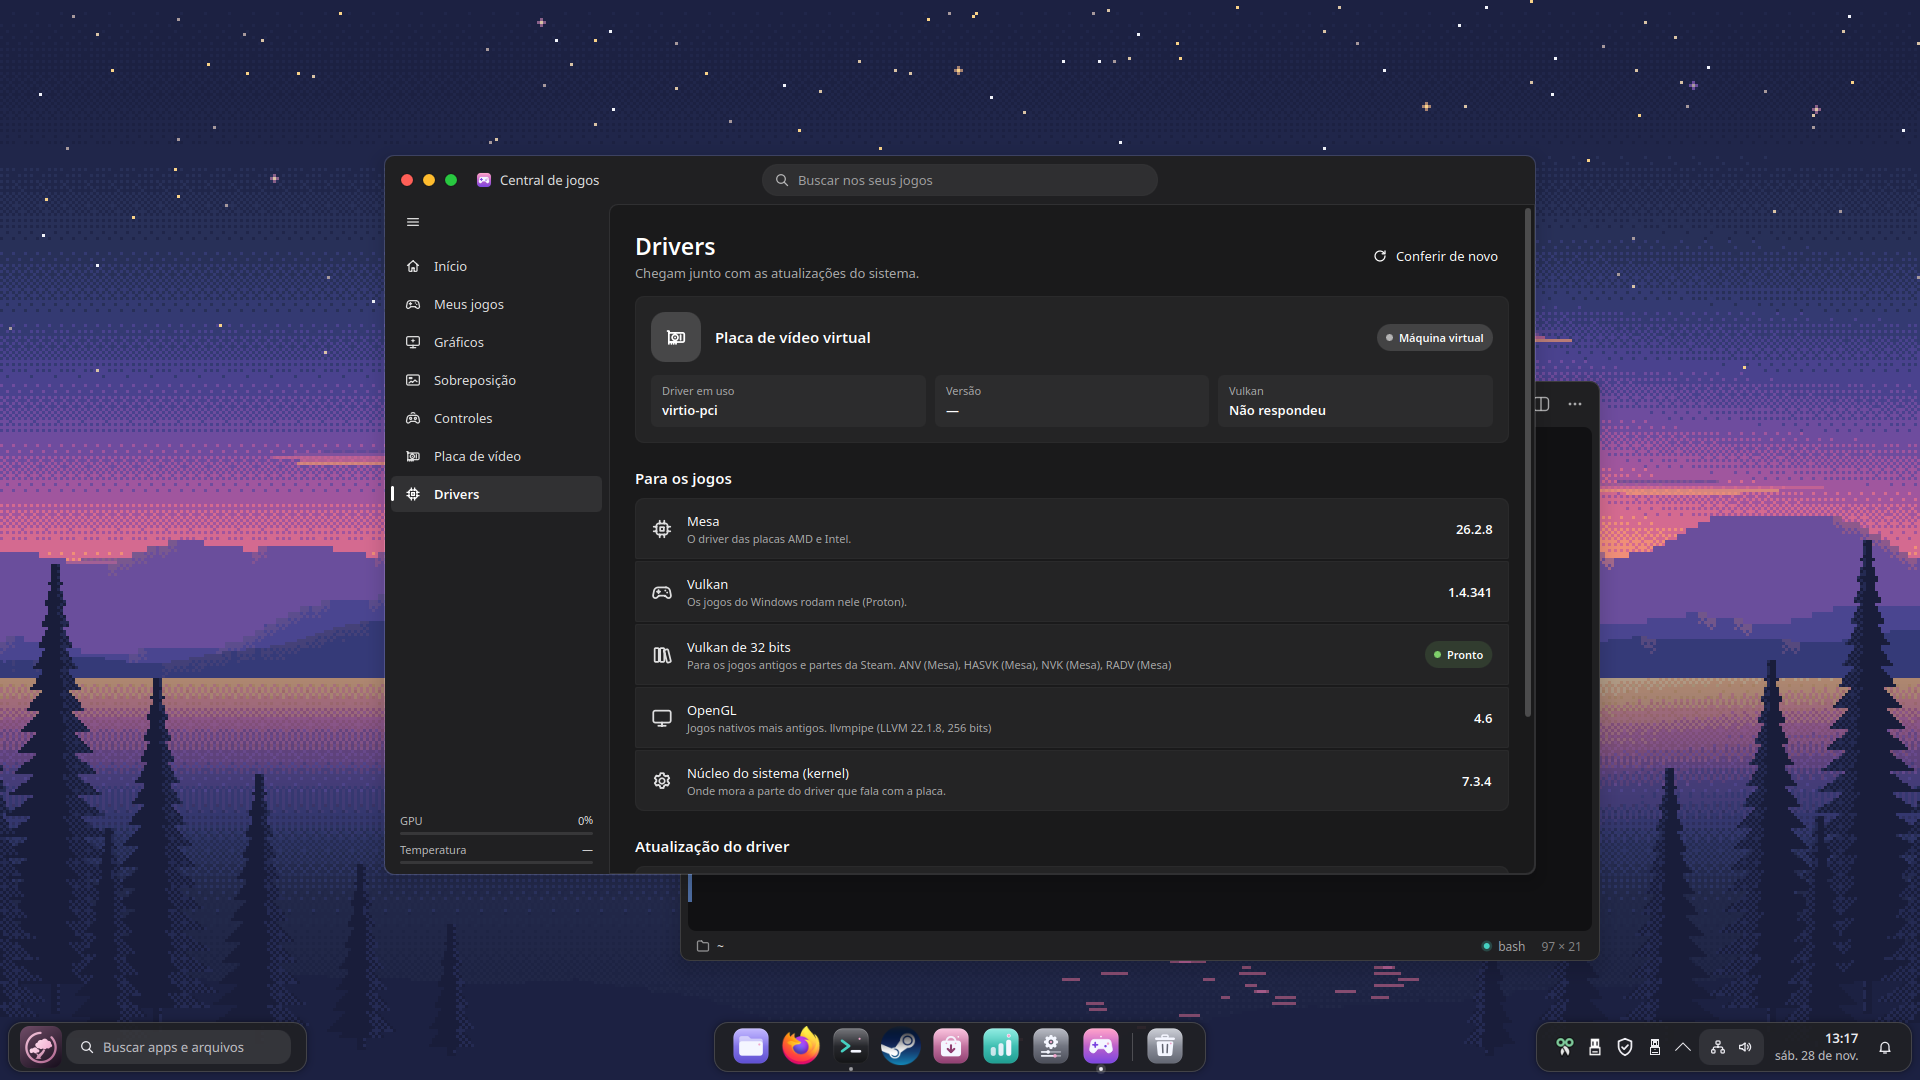 Central de jogos
Buscar nos seus jogos
Início
Meus jogos
Gráficos
Sobreposição
Controles
Placa de vídeo
Drivers
GPU 0%
Temperatura —
Drivers
Chegam junto com as atualizações do sistema.
Conferir de novo
Placa de vídeo virtual
Máquina virtual
Driver em uso
virtio-pci
Versão
—
Vulkan
Não respondeu
Para os jogos
Mesa
O driver das placas AMD e Intel.
26.2.8
Vulkan
Os jogos do Windows rodam nele (Proton).
1.4.341
Vulkan de 32 bits
Para os jogos antigos e partes da Steam. ANV (Mesa), HASVK (Mesa), NVK (Mesa), RADV (Mesa)
Pronto
OpenGL
Jogos nativos mais antigos. llvmpipe (LLVM 22.1.8, 256 bits)
4.6
Núcleo do sistema (kernel)
Onde mora a parte do driver que fala com a placa.
7.3.4
Atualização do driver
~
bash 97 × 21
Buscar apps e arquivos
13:17
sáb. 28 de nov.